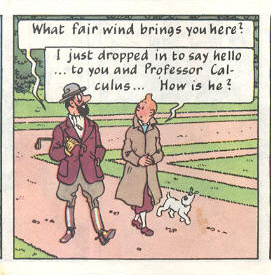 What fair wind brings you here?
I just dropped in to say hello
... to you and Professor Cal-
culus... How is he?